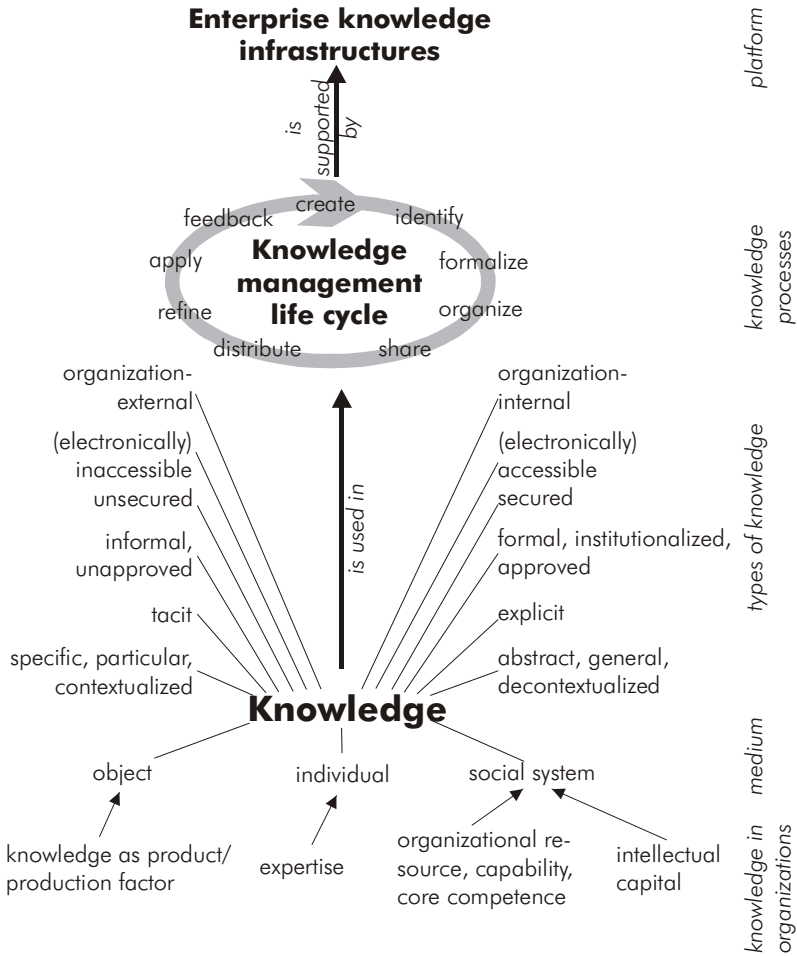 Enterprise knowledge
infrastructures
platform
is
supported
by
create
feedback
identify
apply
Knowledge
management
life cycle
formalize
refine
organize
distribute
share
knowledge
processes
organization-
external
organization-
internal
(electronically)
inaccessible
unsecured
(electronically)
accessible
secured
is used in
types of knowledge
informal,
unapproved
formal, institutionalized,
approved
tacit
explicit
specific, particular,
contextualized
abstract, general,
decontextualized
Knowledge
object
individual
social system
medium
knowledge as product/
production factor
expertise
organizational re-
source, capability,
core competence
intellectual
capital
knowledge in
organizations